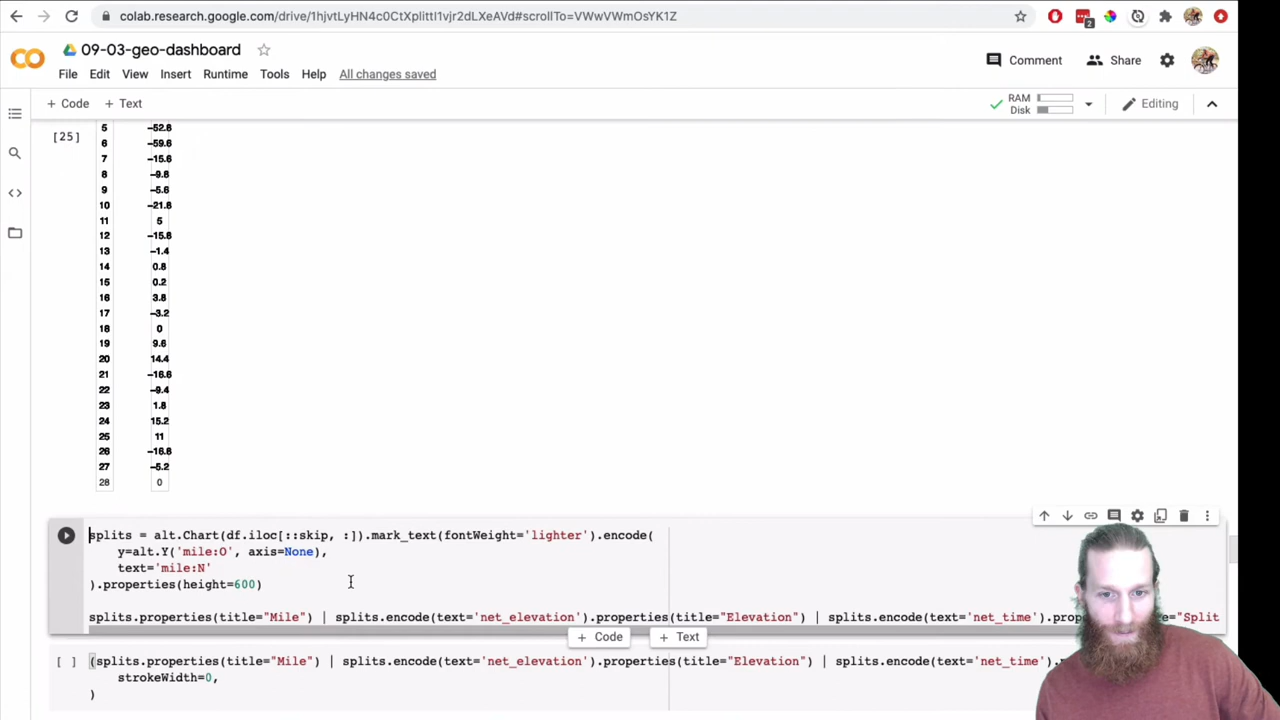 colab.research.google.com/drive/1hjvtLyHN4c0CtXplittI1vjr2dLXeAVd#scrollTo=VWwVWmOsYK1Z
2
09-03-geo-dashboard
File Edit View Insert Runtime Tools Help All changes saved
Comment Share
+ Code + Text
RAM
Disk
Editing
[25]
5 -52.8
6 -59.6
7 -15.6
8 -9.8
9 -5.6
10 -21.8
11 5
12 -15.8
13 -1.4
14 0.8
15 0.2
16 3.8
17 -3.2
18 0
19 9.6
20 14.4
21 -16.6
22 -9.4
23 1.8
24 15.2
25 11
26 -16.8
27 -5.2
28 0
splits = alt.Chart(df.iloc[::skip, :]).mark_text(fontWeight='lighter').encode(
y=alt.Y('mile:O', axis=None),
text='mile:N'
).properties(height=600)
splits.properties(title="Mile") | splits.encode(text='net_elevation').properties(title="Elevation") | splits.encode(text='net_time').prop "Split
+ Code + Text
[ ] (splits.properties(title="Mile") | splits.encode(text='net_elevation').properties(title="Elevation") | splits.encode(text='net_time').
strokeWidth=0,
)